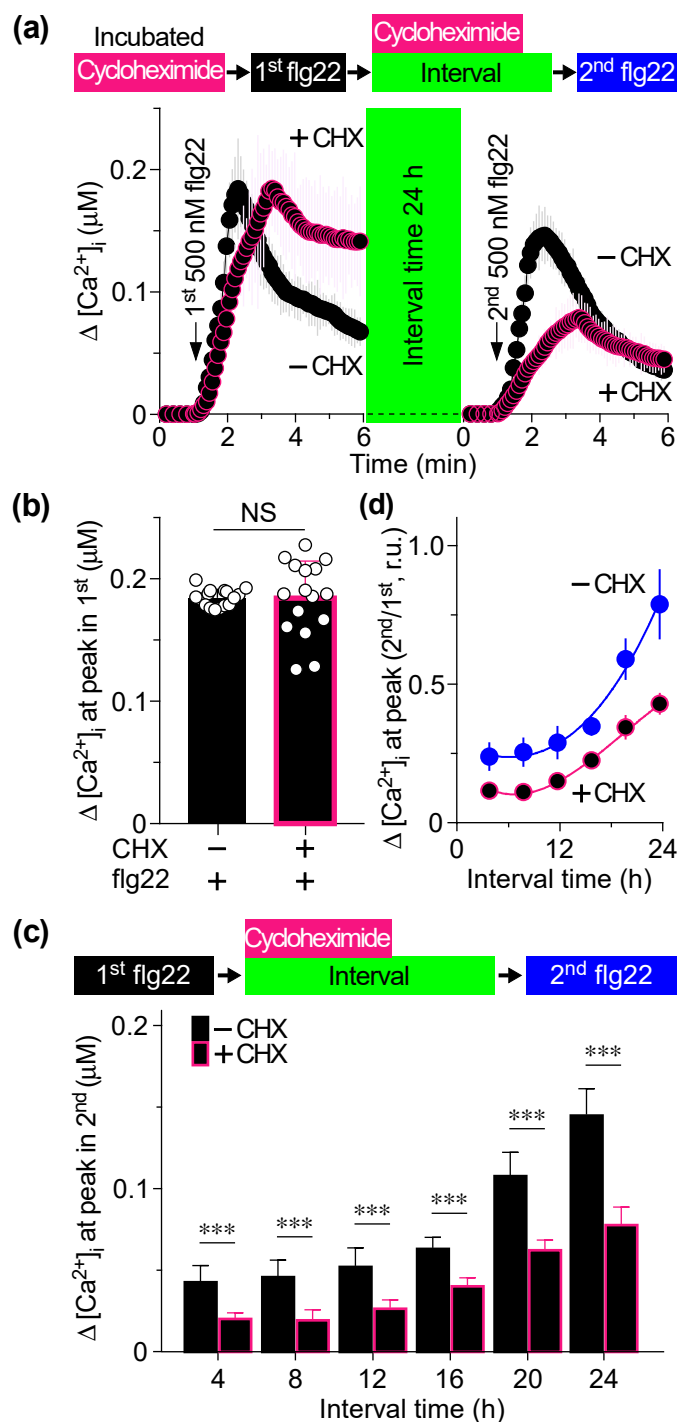 (a)
Incubated
Cycloheximide
1st flg22
Cycloheximide
Interval
2nd flg22
Δ [Ca2+]i (μM)
0.2
0.1
0
1st 500 nM flg22
+ CHX
− CHX
Interval time 24 h
2nd 500 nM flg22
− CHX
+ CHX
0 2 4 6 0 2 4 6
Time (min)
(b)
NS
Δ [Ca2+]i at peak in 1st (μM)
0.2
0.1
0
CHX − +
flg22 + +
(d)
Δ [Ca2+]i at peak (2nd/1st, r.u.)
1.0
0.5
0
− CHX
+ CHX
0 12 24
Interval time (h)
(c)
1st flg22
Cycloheximide
Interval
2nd flg22
Δ [Ca2+]i at peak in 2nd (μM)
0.2
0.1
0
− CHX
+ CHX
*** *** *** *** *** ***
4 8 12 16 20 24
Interval time (h)